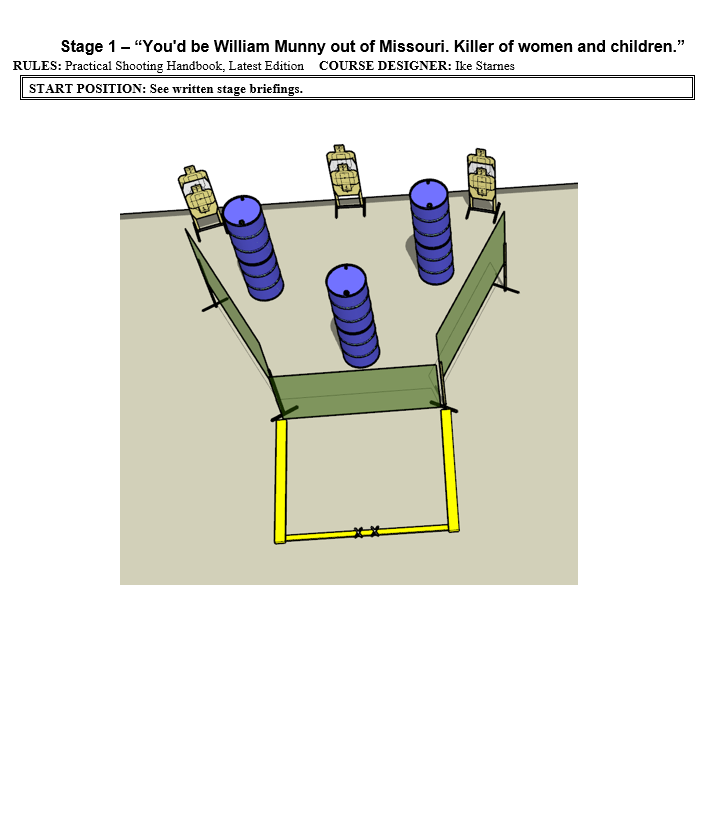 Stage 1 – “You'd be William Munny out of Missouri. Killer of women and children.”
RULES: Practical Shooting Handbook, Latest Edition COURSE DESIGNER: Ike Starnes
START POSITION: See written stage briefings.